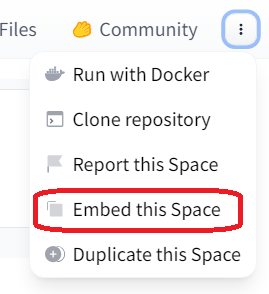 Files
Community
Run with Docker
Clone repository
Report this Space
Embed this Space
Duplicate this Space